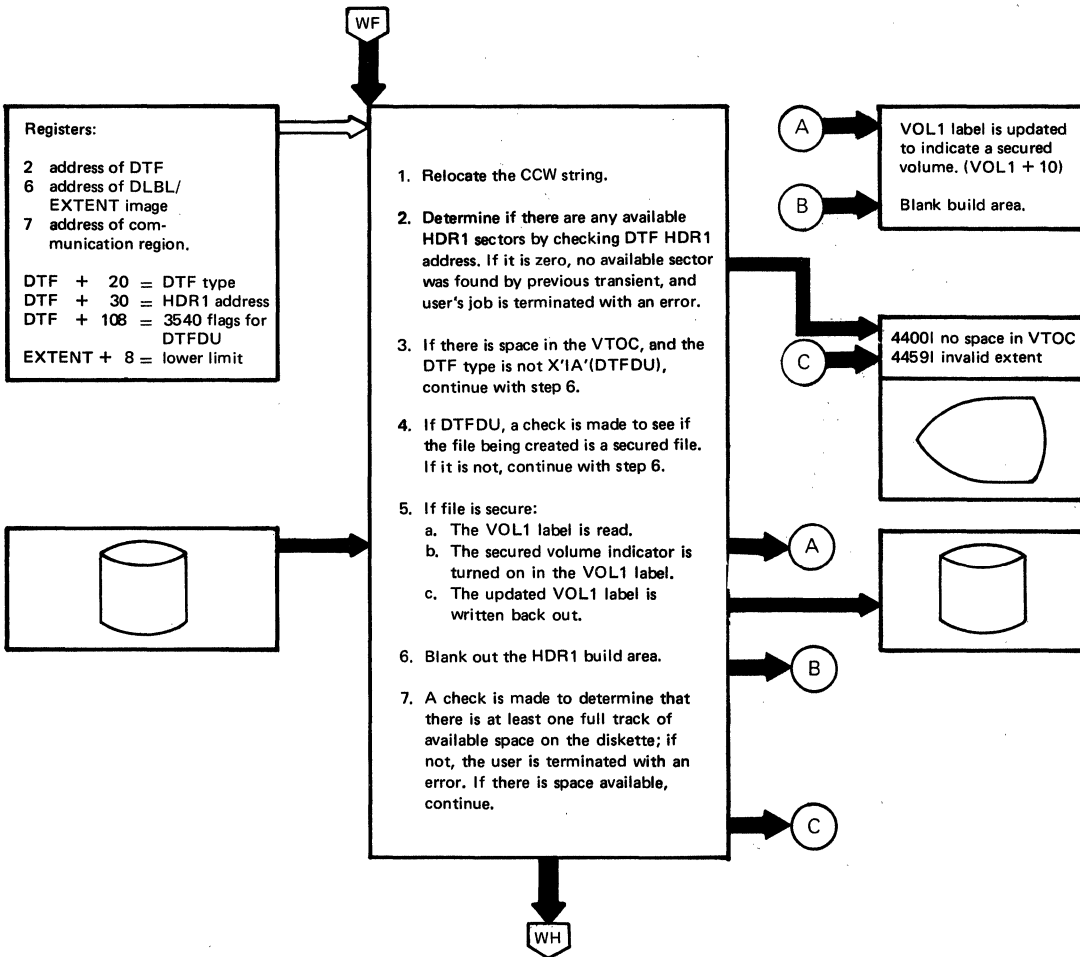 WF
Registers:
2 address of DTF
6 address of DLBL/
EXTENT image
7 address of com-
munication region.
DTF + 20 = DTF type
DTF + 30 = HDR1 address
DTF + 108 = 3540 flags for
DTFDU
EXTENT + 8 = lower limit
1. Relocate the CCW string.
2. Determine if there are any available
HDR1 sectors by checking DTF HDR1
address. If it is zero, no available sector
was found by previous transient, and
user's job is terminated with an error.
3. If there is space in the VTOC, and the
DTF type is not X'IA'(DTFDU),
continue with step 6.
4. If DTFDU, a check is made to see if
the file being created is a secured file.
If it is not, continue with step 6.
5. If file is secure:
a. The VOL1 label is read.
b. The secured volume indicator is
turned on in the VOL1 label.
c. The updated VOL1 label is
written back out.
6. Blank out the HDR1 build area.
7. A check is made to determine that
there is at least one full track of
available space on the diskette; if
not, the user is terminated with an
error. If there is space available,
continue.
A
VOL1 label is updated
to indicate a secured
volume. (VOL1 + 10)
B
Blank build area.
4400I no space in VTOC
C
4459I invalid extent
A
B
C
WH